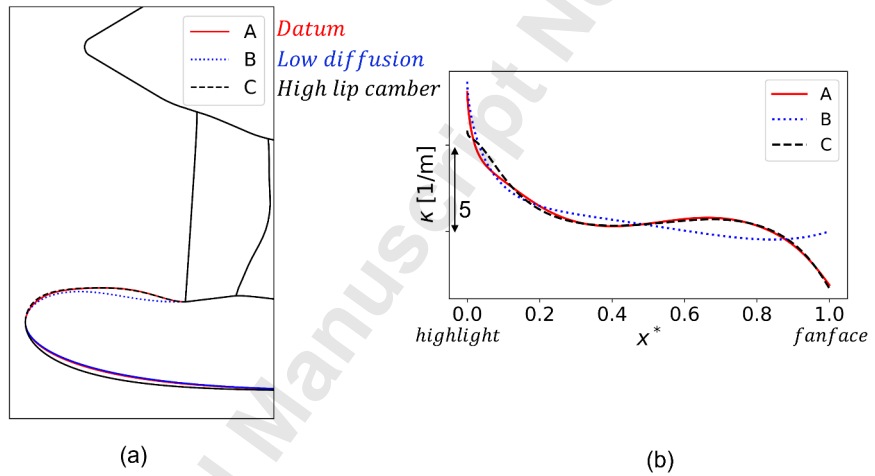 A Datum
B Low diffusion
C High lip camber
A
B
C
κ [1/m]
5
0.0 0.2 0.4 0.6 0.8 1.0
highlight x* fanface
(a)
(b)
Manuscript N